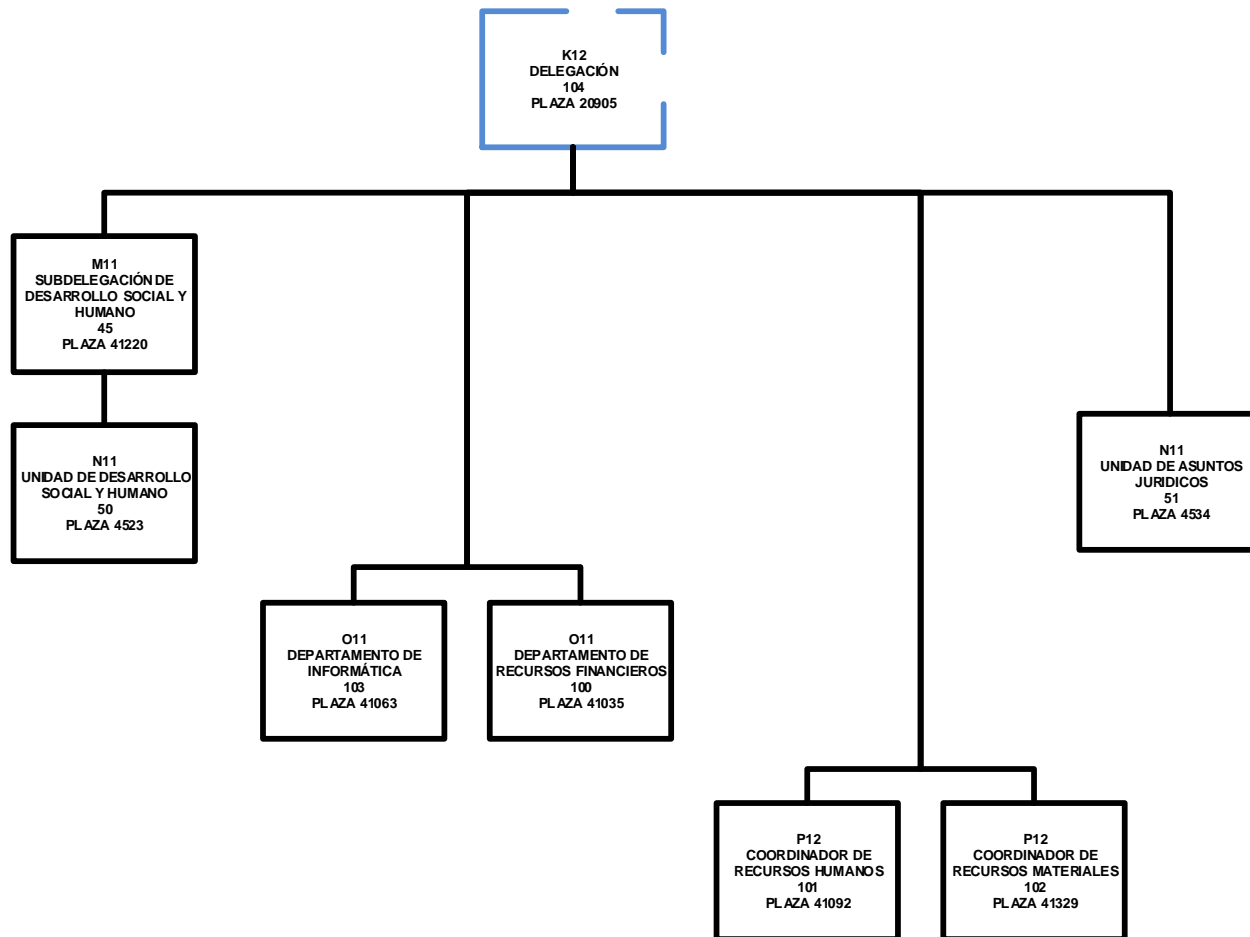 K12
DELEGACIÓN
104
PLAZA 20905
M11
SUBDELEGACIÓN DE
DESARROLLO SOCIAL Y
HUMANO
45
PLAZA 41220
N11
UNIDAD DE DESARROLLO
SOCIAL Y HUMANO
50
PLAZA 4523
N11
UNIDAD DE ASUNTOS
JURIDICOS
51
PLAZA 4534
O11
DEPARTAMENTO DE
INFORMÁTICA
103
PLAZA 41063
O11
DEPARTAMENTO DE
RECURSOS FINANCIEROS
100
PLAZA 41035
P12
COORDINADOR DE
RECURSOS HUMANOS
101
PLAZA 41092
P12
COORDINADOR DE
RECURSOS MATERIALES
102
PLAZA 41329